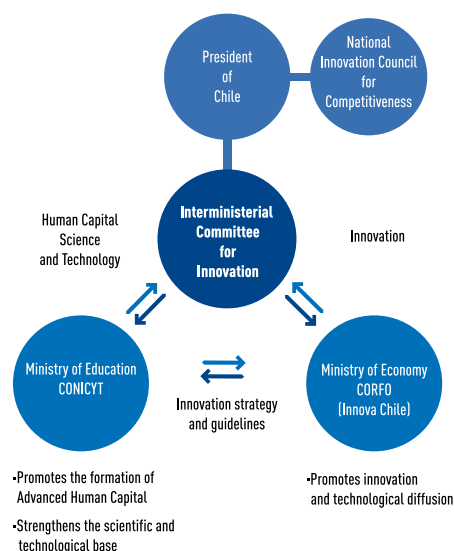 President
of
Chile
National
Innovation Council
for
Competitiveness
Interministerial
Committee
for
Innovation
Human Capital
Science
and Technology
Innovation
Ministry of Education
CONICYT
Ministry of Economy
CORFO
(Innova Chile)
Innovation strategy
and guidelines
•Promotes the formation of
Advanced Human Capital
•Strengthens the scientific and
technological base
•Promotes innovation
and technological diffusion